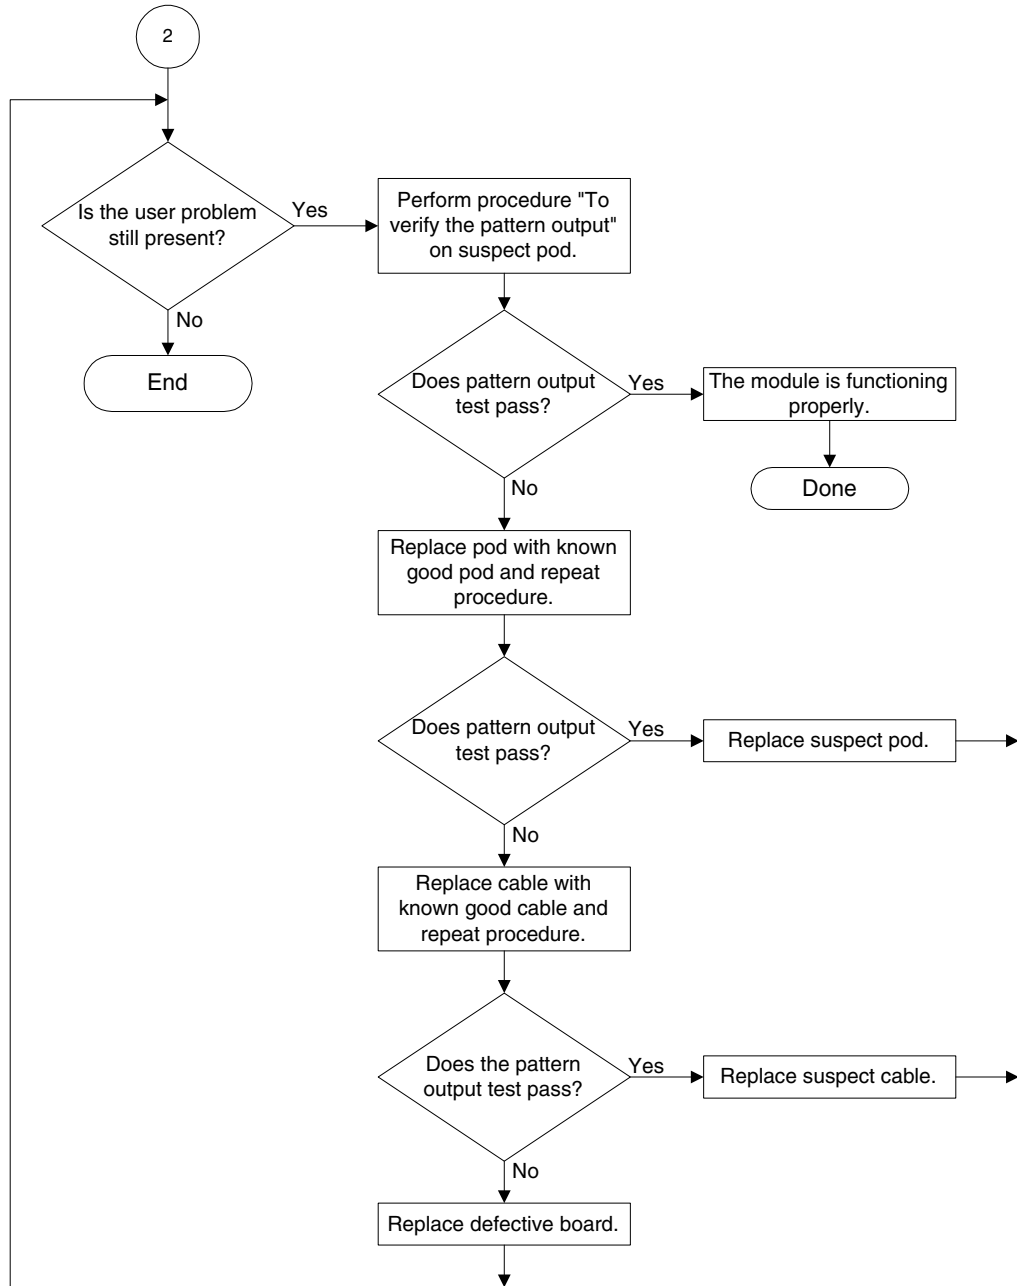 2
Is the user problem
still present?
Yes
Perform procedure "To
verify the pattern output"
on suspect pod.
No
End
Does pattern output
test pass?
Yes
The module is functioning
properly.
Done
No
Replace pod with known
good pod and repeat
procedure.
Does pattern output
test pass?
Yes
Replace suspect pod.
No
Replace cable with
known good cable and
repeat procedure.
Does the pattern
output test pass?
Yes
Replace suspect cable.
No
Replace defective board.